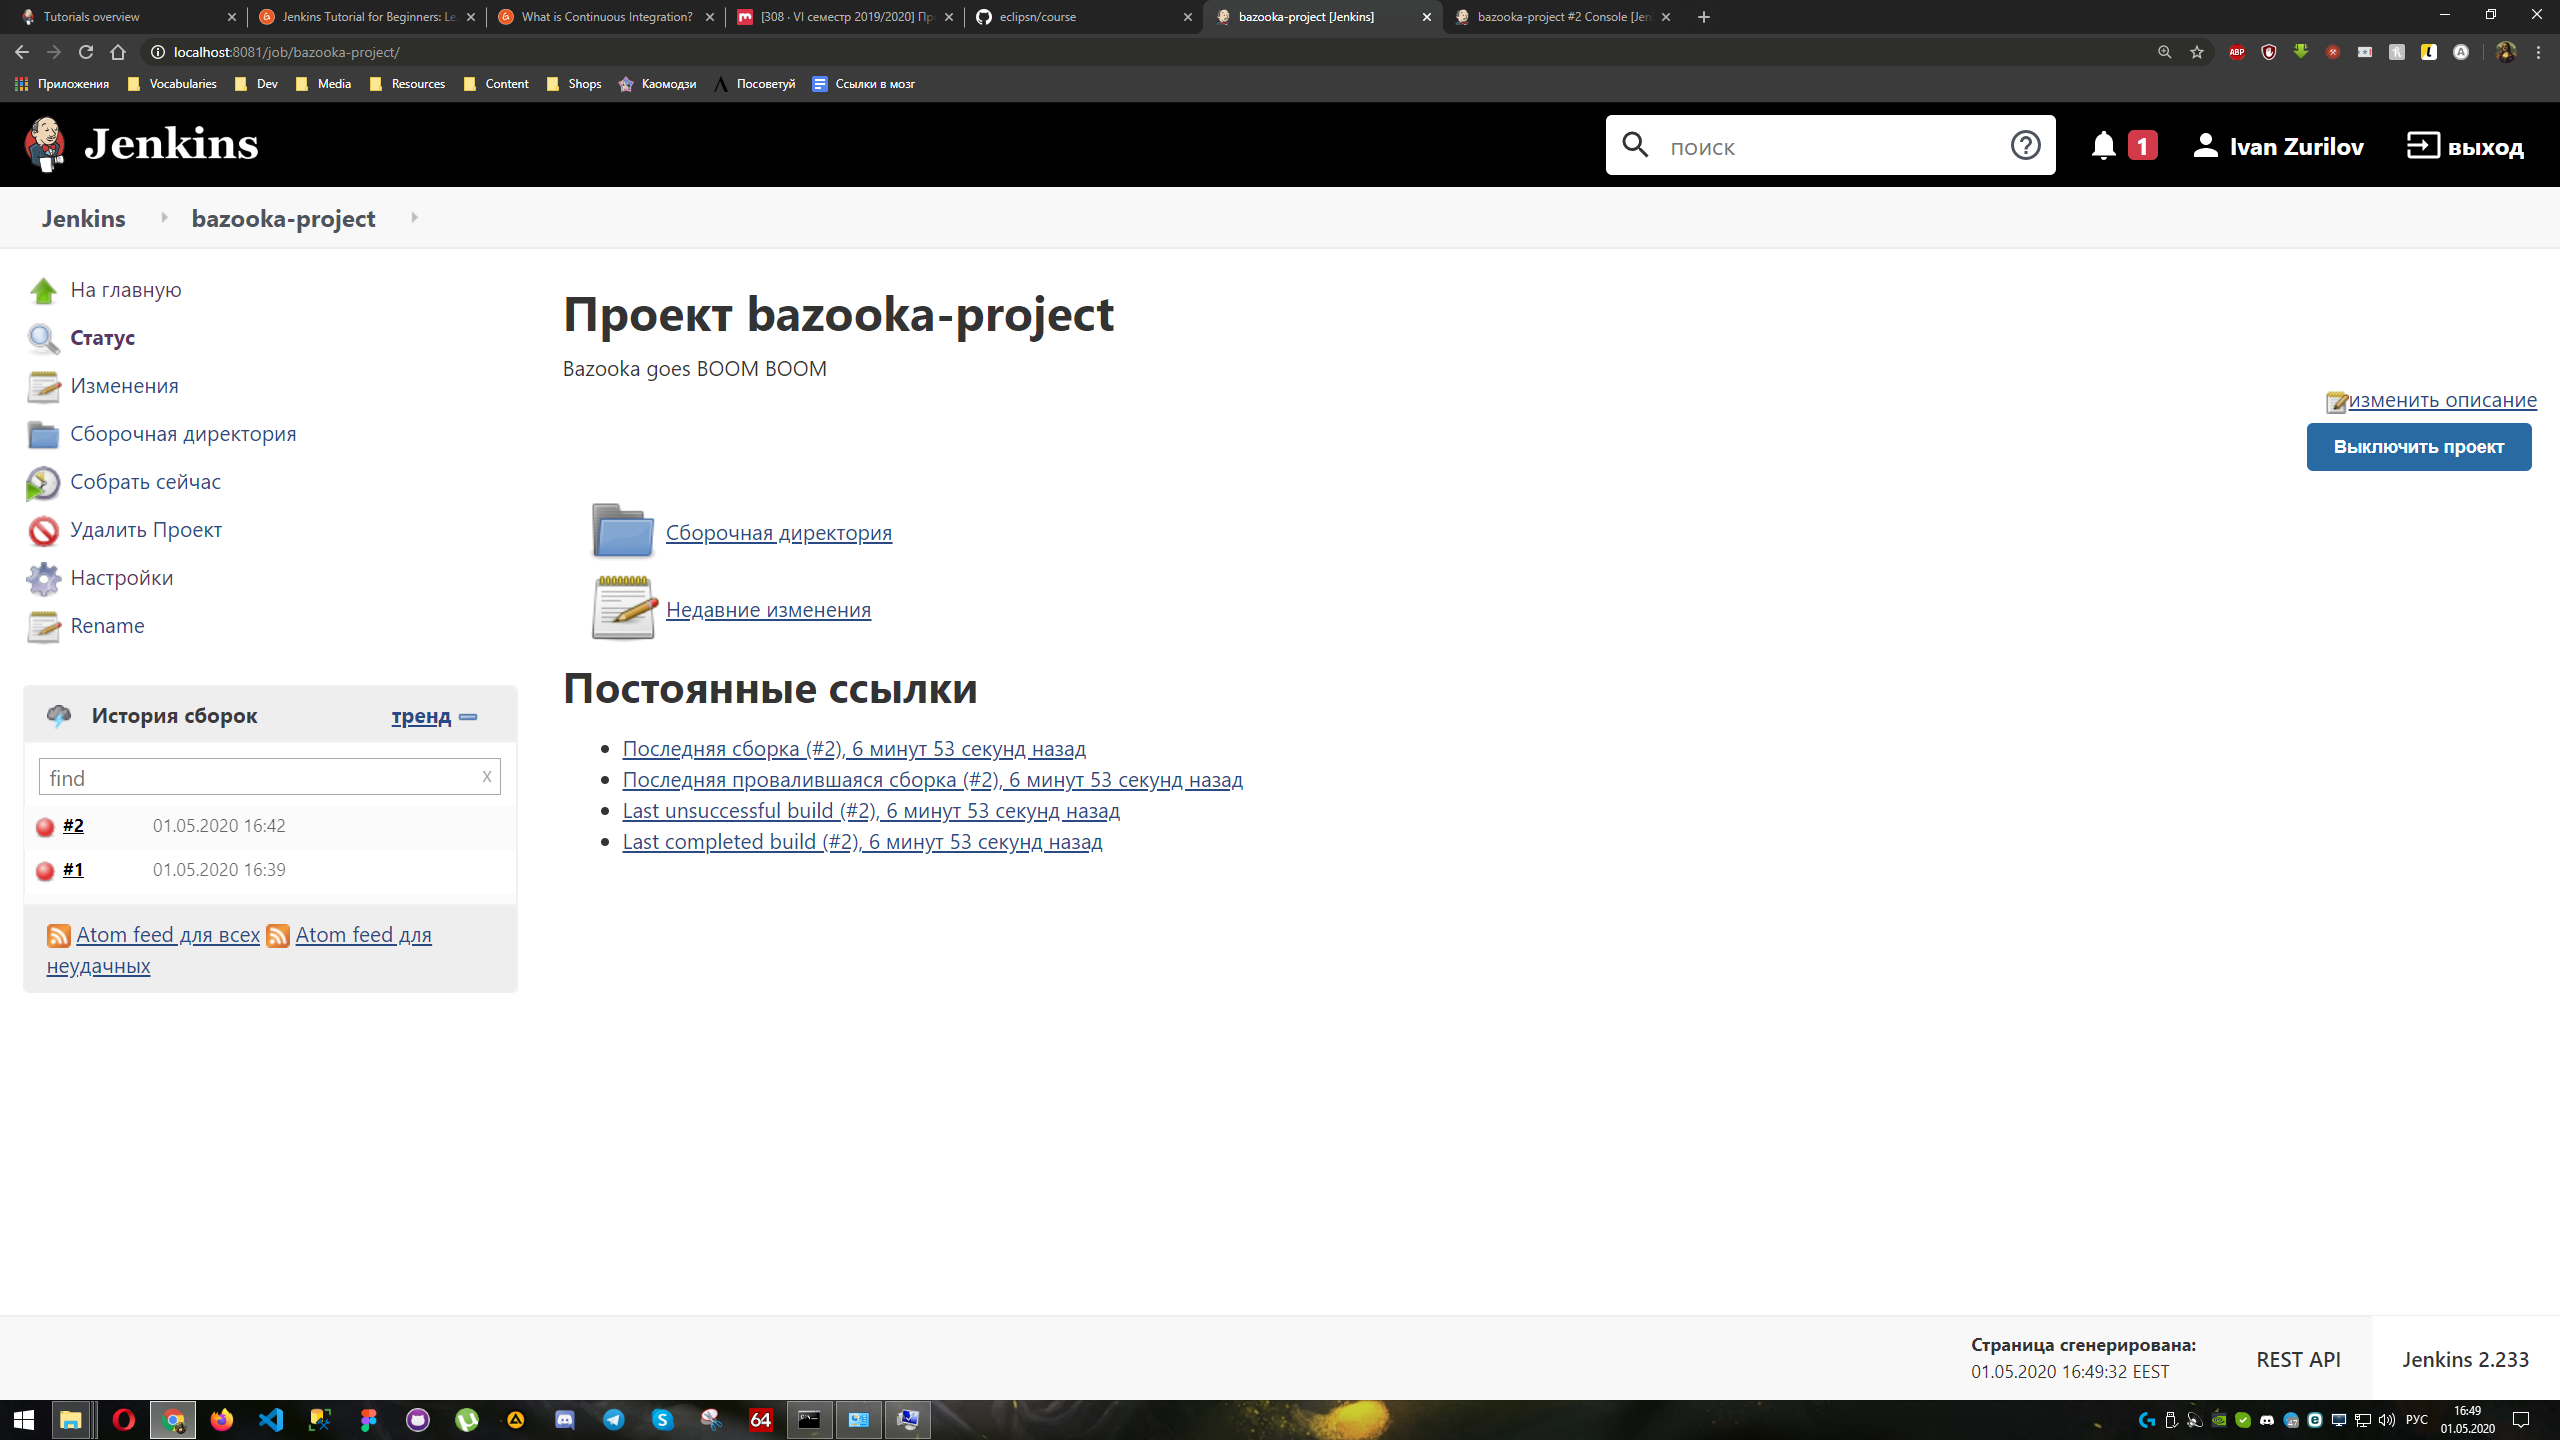 Tutorials overview
Jenkins Tutorial for Beginners: Le
What is Continuous Integration?
[308 · VI семестр 2019/2020] Пр
eclipsn/course
bazooka-project [Jenkins]
bazooka-project #2 Console [Jen
localhost:8081/job/bazooka-project/
ABP
Приложения
Vocabularies
Dev
Media
Resources
Content
Shops
Каомодзи
Посоветуй
Ссылки в мозг
Jenkins
поиск
1
Ivan Zurilov
выход
Jenkins
bazooka-project
На главную
Статус
Изменения
Сборочная директория
Собрать сейчас
Удалить Проект
Настройки
Rename
История сборок
тренд
find
X
#2
01.05.2020 16:42
#1
01.05.2020 16:39
Atom feed для всех
Atom feed для
неудачных
Проект bazooka-project
Bazooka goes BOOM BOOM
изменить описание
Выключить проект
Сборочная директория
Недавние изменения
Постоянные ссылки
Последняя сборка (#2), 6 минут 53 секунд назад
Последняя провалившаяся сборка (#2), 6 минут 53 секунд назад
Last unsuccessful build (#2), 6 минут 53 секунд назад
Last completed build (#2), 6 минут 53 секунд назад
Страница сгенерирована:
01.05.2020 16:49:32 EEST
REST API
Jenkins 2.233
64
РУС
16:49
01.05.2020